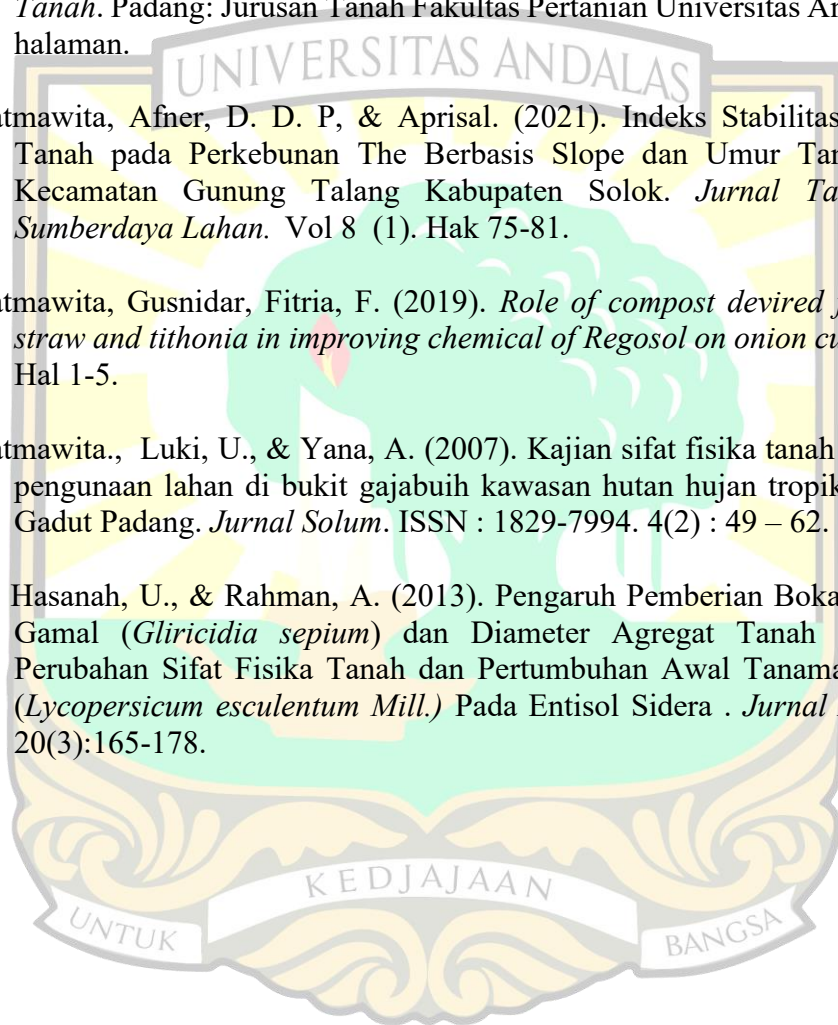 Tanah. Padang: Jurusan Tanah Fakultas Pertanian Universitas An
halaman.
UNIVERSITAS ANDALAS
tmawita, Afner, D. D. P, & Aprisal. (2021). Indeks Stabilitas
Tanah pada Perkebunan The Berbasis Slope dan Umur Tan
Kecamatan Gunung Talang Kabupaten Solok. Jurnal Ta
Sumberdaya Lahan. Vol 8 (1). Hak 75-81.
tmawita, Gusnidar, Fitria, F. (2019). Role of compost devired f
straw and tithonia in improving chemical of Regosol on onion cu
Hal 1-5.
tmawita., Luki, U., & Yana, A. (2007). Kajian sifat fisika tanah
pengunaan lahan di bukit gajabuih kawasan hutan hujan tropik
Gadut Padang. Jurnal Solum. ISSN : 1829-7994. 4(2) : 49 – 62.
Hasanah, U., & Rahman, A. (2013). Pengaruh Pemberian Boka
Gamal (Gliricidia sepium) dan Diameter Agregat Tanah
Perubahan Sifat Fisika Tanah dan Pertumbuhan Awal Tanama
(Lycopersicum esculentum Mill.) Pada Entisol Sidera . Jurnal
20(3):165-178.
KEDJAJAAN
UNTUK
BANGSA